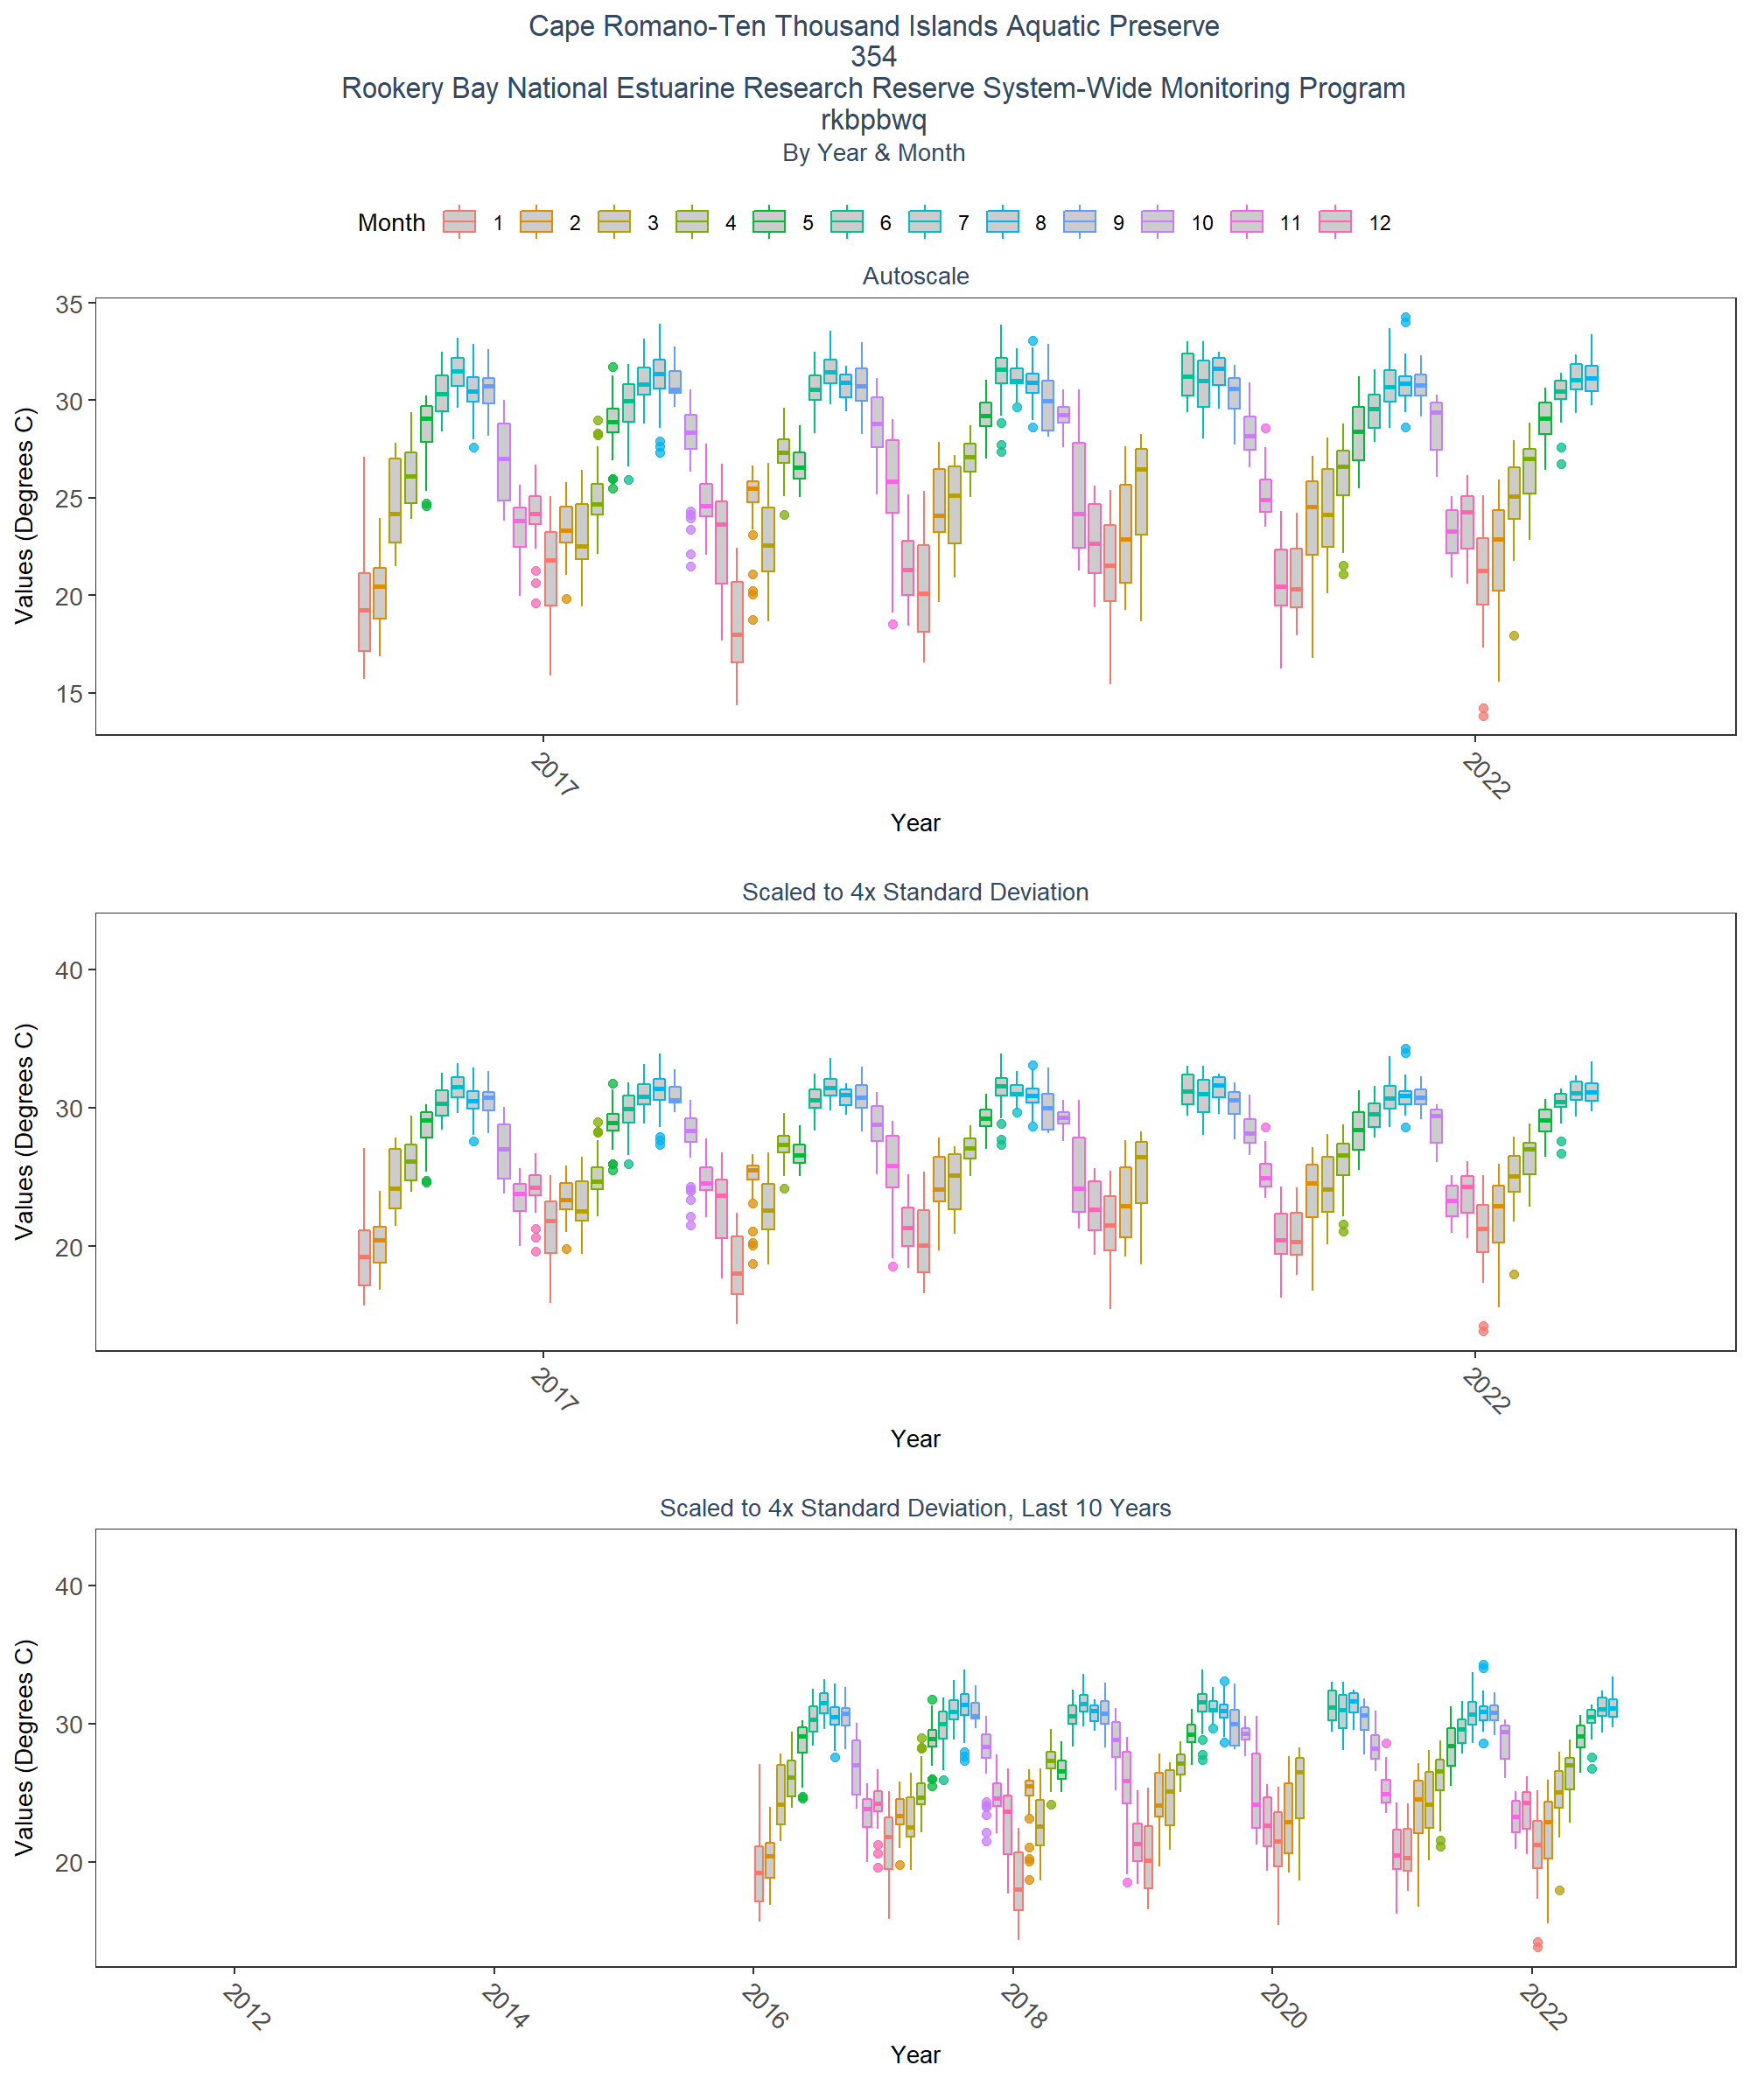 Cape Romano-Ten Thousand Islands Aquatic Preserve
354
Rookery Bay National Estuarine Research Reserve System-Wide Monitoring Program
rkbpbwq
By Year & Month
Month 1 2 3 4 5 6 7 8 9 10 11 12
Autoscale
Values (Degrees C)
35
30
25
20
15
2017 2022
Year
Scaled to 4x Standard Deviation
Values (Degrees C)
40
30
20
2017 2022
Year
Scaled to 4x Standard Deviation, Last 10 Years
Values (Degrees C)
40
30
20
2012 2014 2016 2018 2020 2022
Year